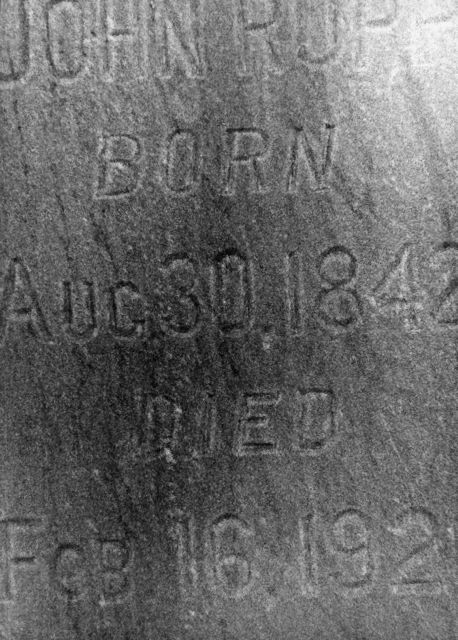 JOHN
BORN
AUG. 30. 1842
DIED
FEB. 16. 192